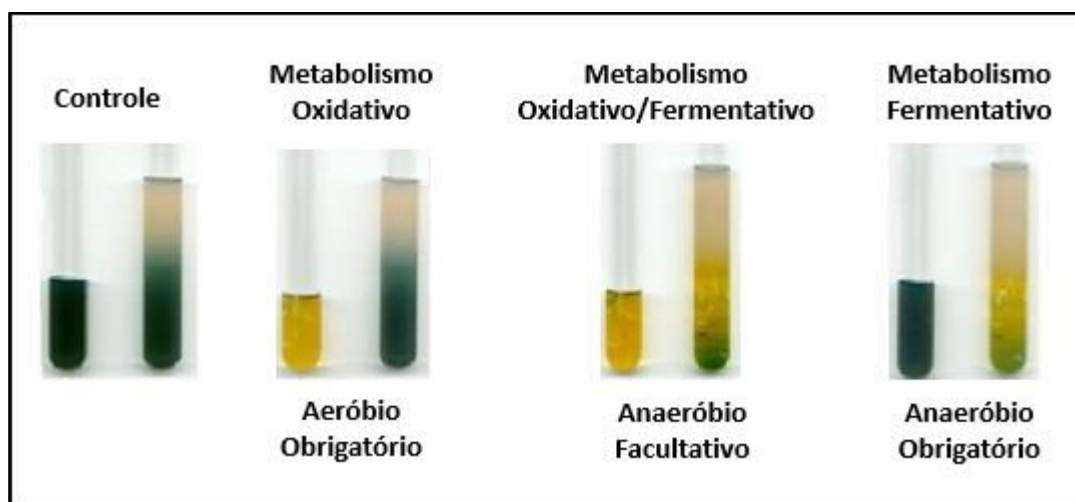 Controle
Metabolismo
Oxidativo
Metabolismo
Oxidativo/Fermentativo
Metabolismo
Fermentativo
Aeróbio
Obrigatório
Anaeróbio
Facultativo
Anaeróbio
Obrigatório